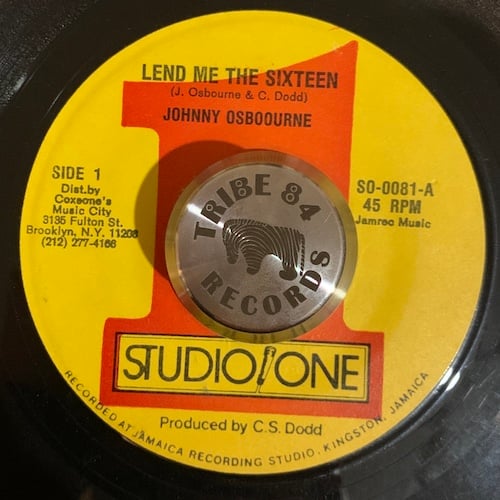 LEND ME THE SIXTEEN
(J. Osbourne & C. Dodd)
JOHNNY OSBOOURNE
SIDE 1
Dist.by
Coxsone's
Music City
3135 Fulton St.
Brooklyn, N.Y. 11208
(212) 277-4166
SO-0081-A
45 RPM
Jamrec Music
TRIBE 84
RECORDS
STUDIO ONE
Produced by C.S. Dodd
RECORDED AT JAMAICA RECORDING STUDIO, KINGSTON, JAMAICA